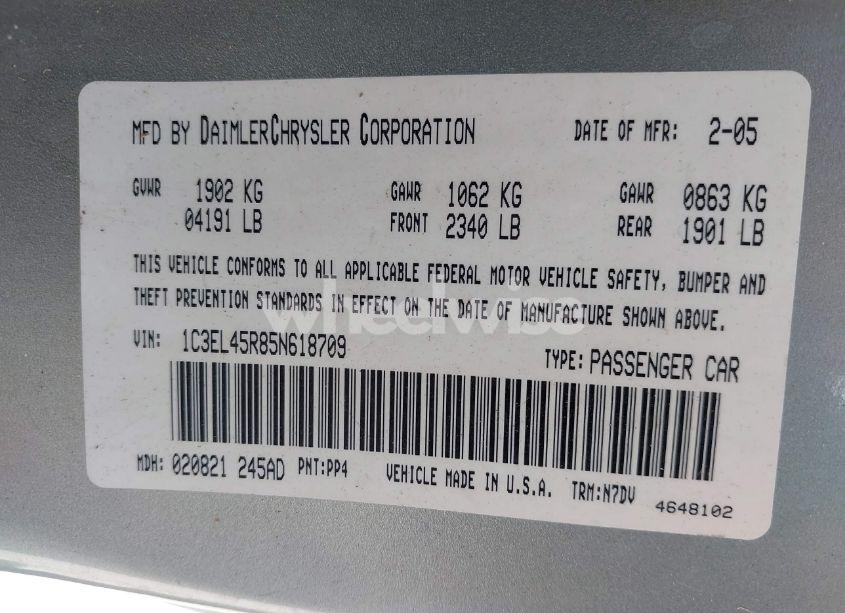 MFD BY DAIMLERCHRYSLER CORPORATION DATE OF MFR: 2-05
GVWR 1902 KG GAWR 1062 KG GAWR 0863 KG
04191 LB FRONT 2340 LB REAR 1901 LB
THIS VEHICLE CONFORMS TO ALL APPLICABLE FEDERAL MOTOR VEHICLE SAFETY, BUMPER AND
THEFT PREVENTION STANDARDS IN EFFECT ON THE DATE OF MANUFACTURE SHOWN ABOVE.
wheelwise
VIN: 1C3EL45R85N618709 TYPE: PASSENGER CAR
MDH: 020821 245AD PNT:PP4 VEHICLE MADE IN U.S.A. TRM:N7DV 4648102